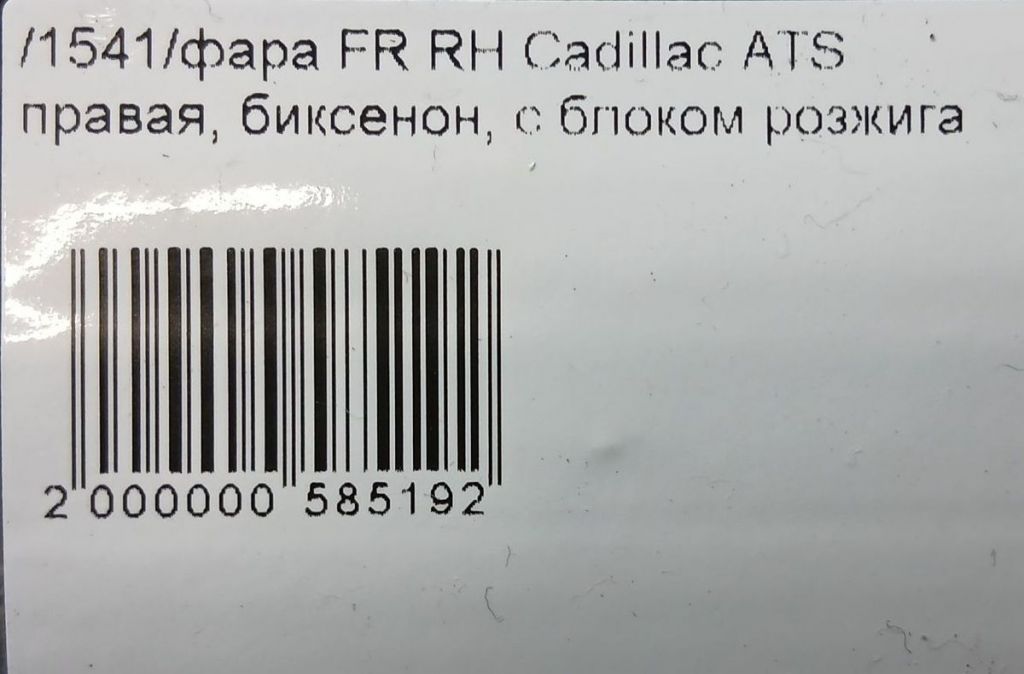 /1541/фара FR RH Cadillac ATS
правая, биксенон, с блоком розжига
2 000000 585192